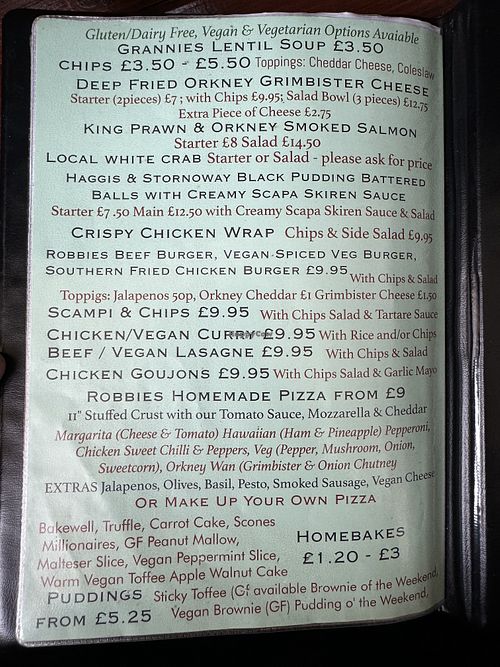 Gluten/Dairy Free, Vegan & Vegetarian Options Avaiable
Grannies Lentil Soup £3.50
Chips £3.50 - £5.50 Toppings: Cheddar Cheese, Coleslaw
Deep Fried Orkney Grimbister Cheese
Starter (2pieces) £7 ; with Chips £9.95; Salad Bowl (3 pieces) £12.75
Extra Piece of Cheese £2.75
King Prawn & Orkney Smoked Salmon
Starter £8 Salad £14.50
Local white crab Starter or Salad - please ask for price
Haggis & Stornoway Black Pudding Battered
Balls with Creamy Scapa Skiren Sauce
Starter £7 .50 Main £12.50 with Creamy Scapa Skiren Sauce & Salad
Crispy Chicken Wrap Chips & Side Salad £9.95
Robbies Beef Burger, Vegan Spiced Veg Burger,
Southern Fried Chicken Burger £9.95 With Chips & Salad
Toppigs: Jalapenos 50p, Orkney Cheddar £1 Grimbister Cheese £1.50
Scampi & Chips £9.95 With Chips Salad & Tartare Sauce
Chicken/Vegan Curry £9.95 With Rice and/or Chips
Beef / Vegan Lasagne £9.95 With Chips & Salad
Chicken Goujons £9.95 With Chips Salad & Garlic Mayo
Robbies Homemade Pizza from £9
11" Stuffed Crust with our Tomato Sauce, Mozzarella & Cheddar
Margarita (Cheese & Tomato) Hawaiian (Ham & Pineapple) Pepperoni,
Chicken Sweet Chilli & Peppers, Veg (Pepper, Mushroom, Onion,
Sweetcorn), Orkney Wan (Grimbister & Onion Chutney
EXTRAS Jalapenos, Olives, Basil, Pesto, Smoked Sausage, Vegan Cheese
Or Make Up Your Own Pizza
Bakewell, Truffle, Carrot Cake, Scones
Millionaires, GF Peanut Mallow,
Malteser Slice, Vegan Peppermint Slice,
Warm Vegan Toffee Apple Walnut Cake
Homebakes
£1.20 - £3
Puddings Sticky Toffee (Gf available Brownie of the Weekend,
from £5.25 Vegan Brownie (GF) Pudding o' the Weekend,